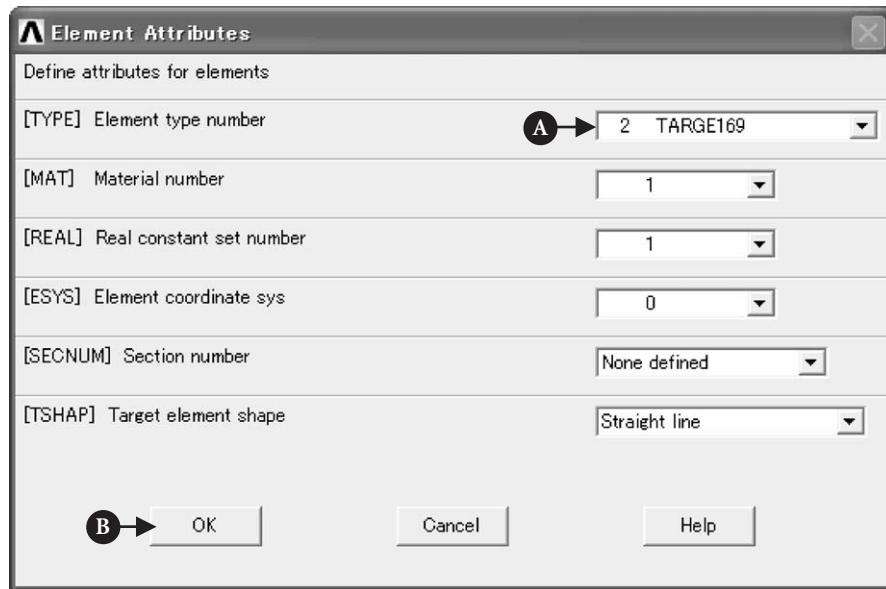 Element Attributes
Define attributes for elements
[TYPE] Element type number
A
2 TARGE169
[MAT] Material number
1
[REAL] Real constant set number
1
[ESYS] Element coordinate sys
0
[SECNUM] Section number
None defined
[TSHAP] Target element shape
Straight line
B
OK
Cancel
Help